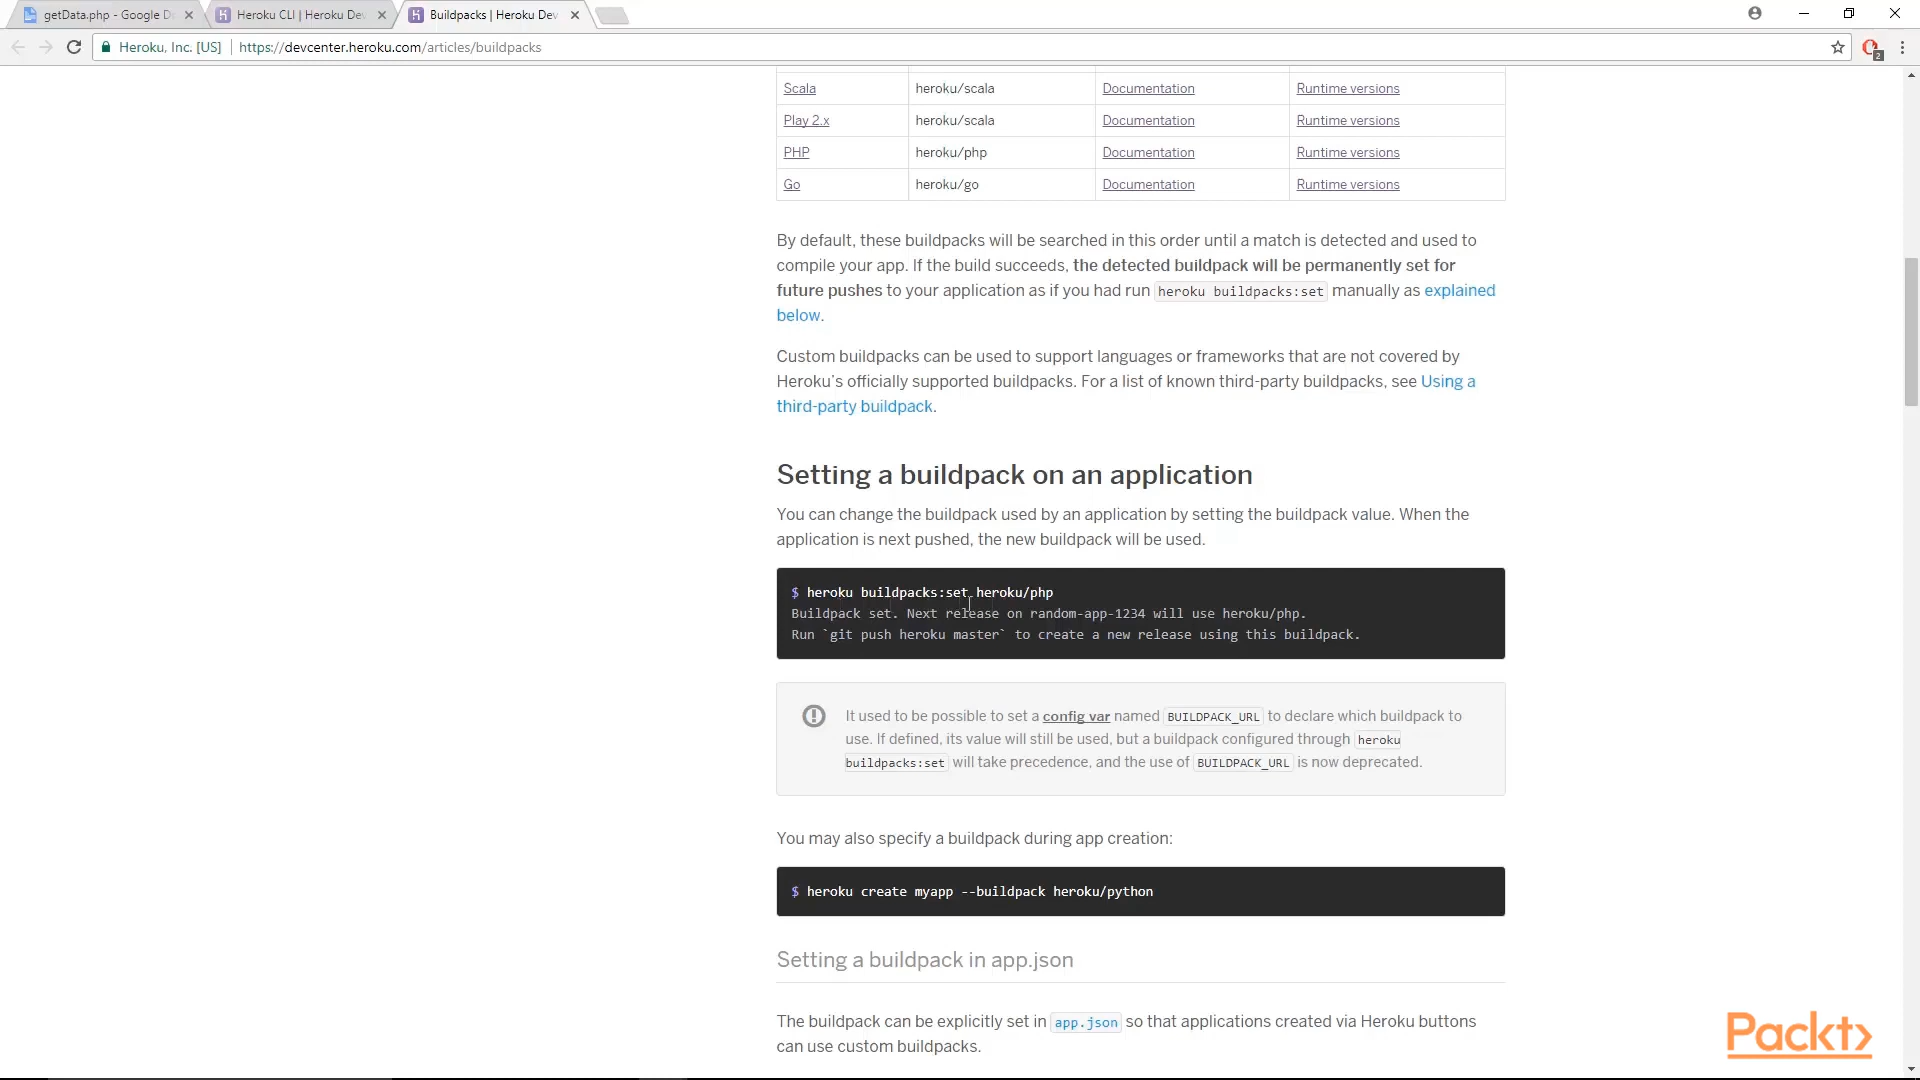 getData.php - Google D
Heroku CLI | Heroku Dev
Buildpacks | Heroku Dev
Heroku, Inc. [US] https://devcenter.heroku.com/articles/buildpacks
2
Scala heroku/scala Documentation Runtime versions
Play 2.x heroku/scala Documentation Runtime versions
PHP heroku/php Documentation Runtime versions
Go heroku/go Documentation Runtime versions
By default, these buildpacks will be searched in this order until a match is detected and used to
compile your app. If the build succeeds, the detected buildpack will be permanently set for
future pushes to your application as if you had run heroku buildpacks:set manually as explained
below.
Custom buildpacks can be used to support languages or frameworks that are not covered by
Heroku's officially supported buildpacks. For a list of known third-party buildpacks, see Using a
third-party buildpack.
Setting a buildpack on an application
You can change the buildpack used by an application by setting the buildpack value. When the
application is next pushed, the new buildpack will be used.
$ heroku buildpacks:set heroku/php
Buildpack set. Next release on random-app-1234 will use heroku/php.
Run `git push heroku master` to create a new release using this buildpack.
It used to be possible to set a config var named BUILDPACK_URL to declare which buildpack to
use. If defined, its value will still be used, but a buildpack configured through heroku
buildpacks:set will take precedence, and the use of BUILDPACK_URL is now deprecated.
You may also specify a buildpack during app creation:
$ heroku create myapp --buildpack heroku/python
Setting a buildpack in app.json
The buildpack can be explicitly set in app.json so that applications created via Heroku buttons
can use custom buildpacks.
Packt>